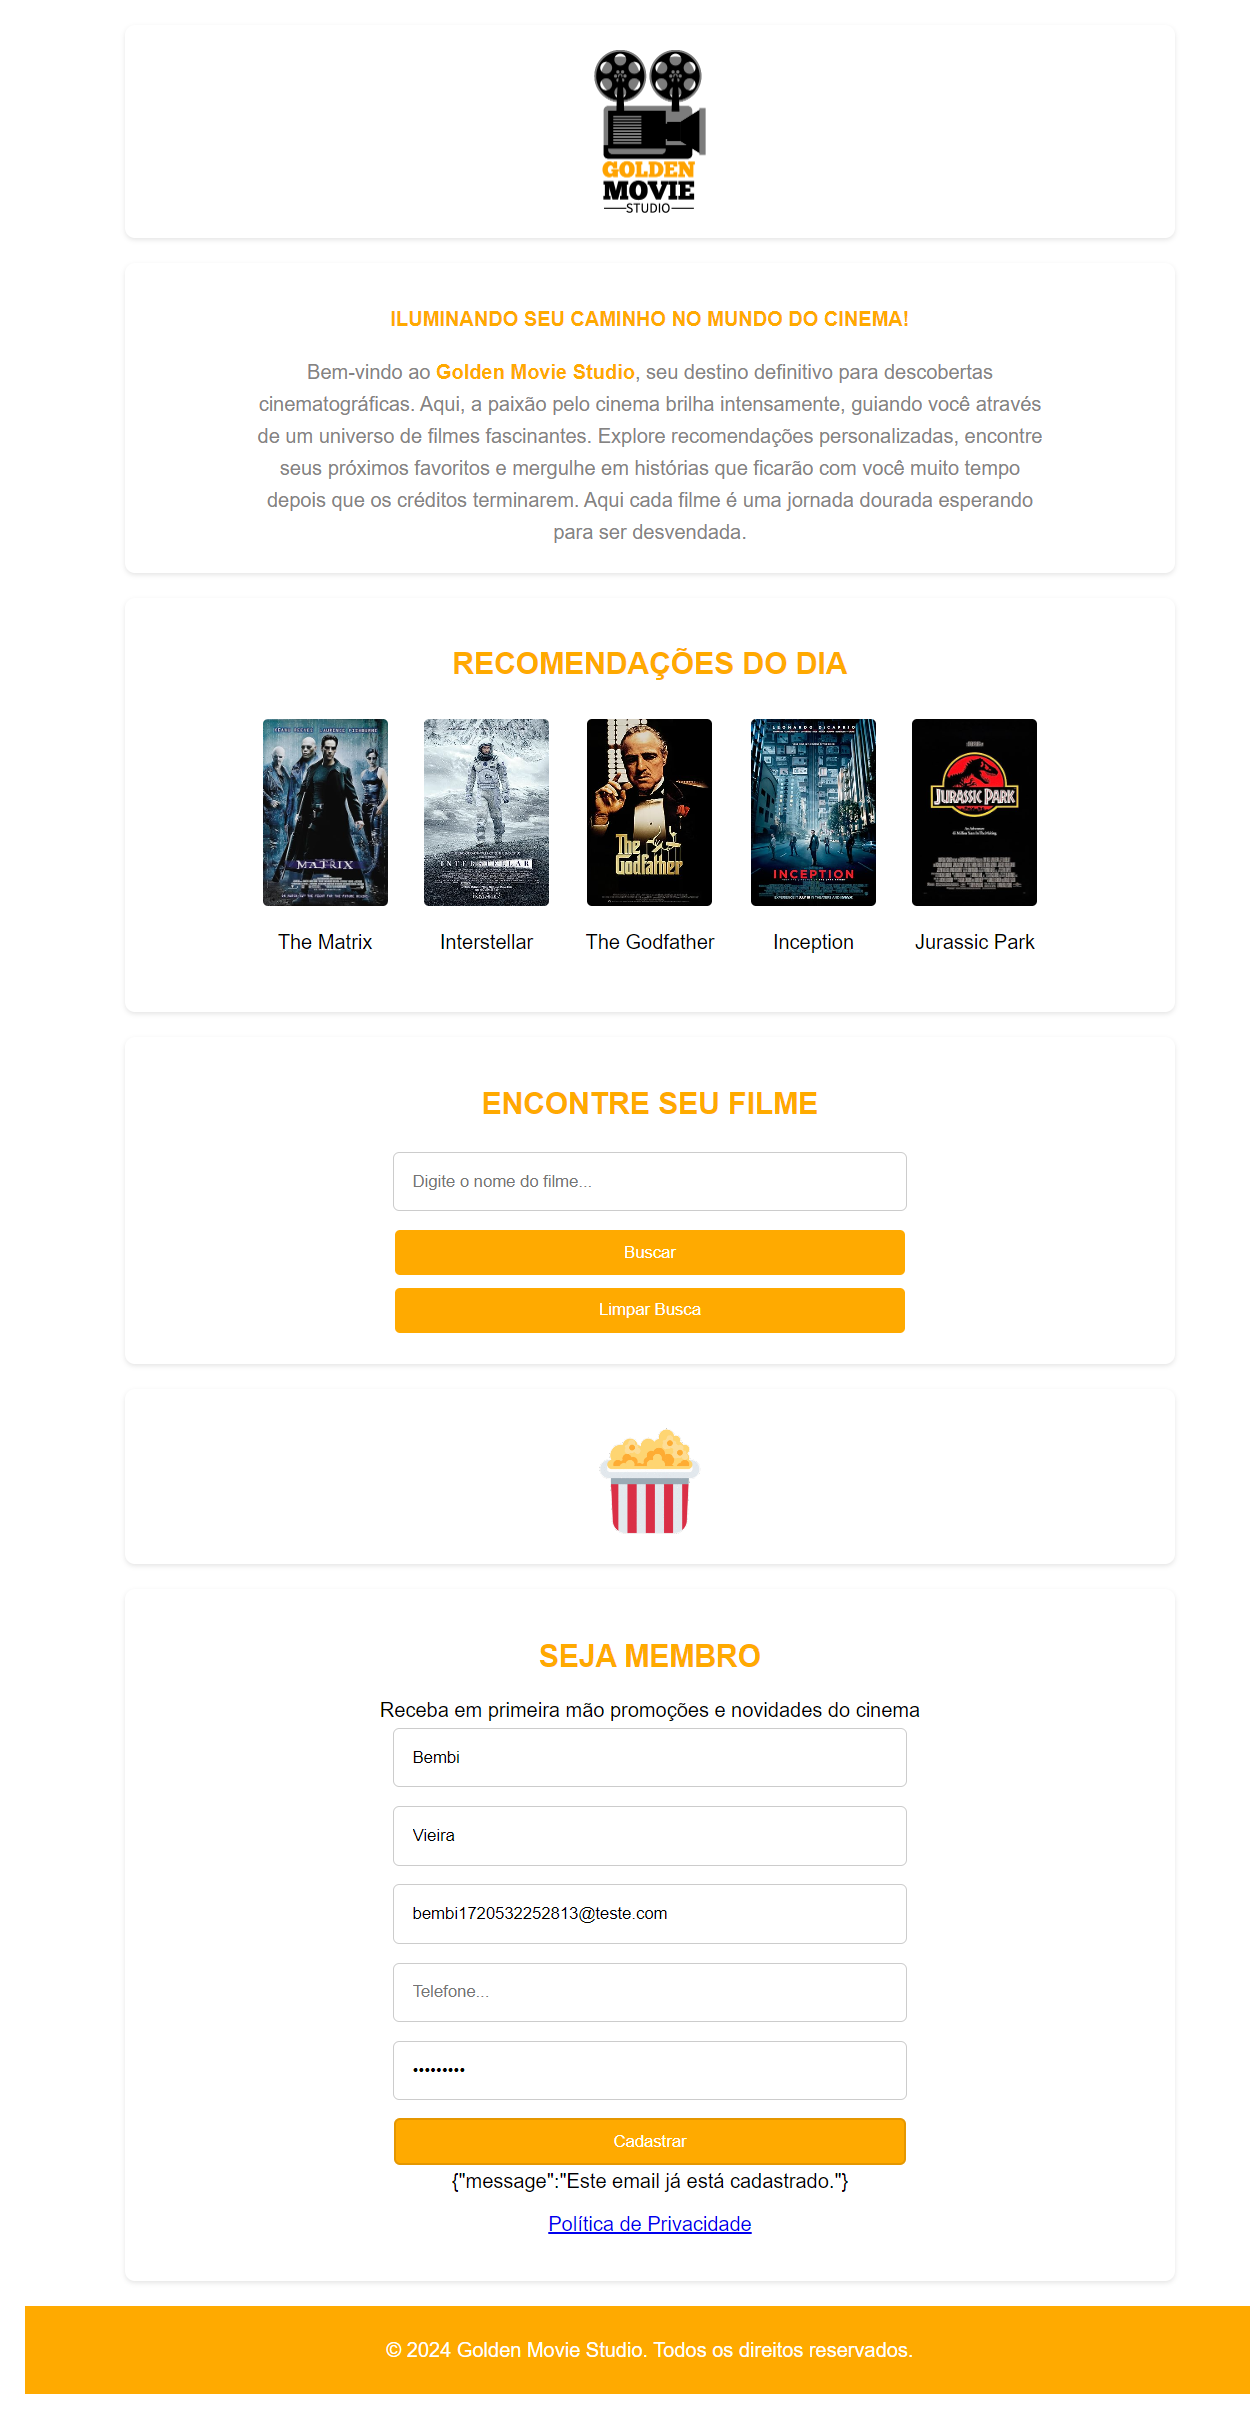 GOLDEN
MOVIE
STUDIO
ILUMINANDO SEU CAMINHO NO MUNDO DO CINEMA!
Bem-vindo ao Golden Movie Studio, seu destino definitivo para descobertas
cinematográficas. Aqui, a paixão pelo cinema brilha intensamente, guiando você através
de um universo de filmes fascinantes. Explore recomendações personalizadas, encontre
seus próximos favoritos e mergulhe em histórias que ficarão com você muito tempo
depois que os créditos terminarem. Aqui cada filme é uma jornada dourada esperando
para ser desvendada.
RECOMENDAÇÕES DO DIA
MATRIX
INTERSTELLAR
The Godfather
LEONARDO DICAPRIO
INCEPTION
JURASSIC PARK
The Matrix
Interstellar
The Godfather
Inception
Jurassic Park
ENCONTRE SEU FILME
Digite o nome do filme...
Buscar
Limpar Busca
SEJA MEMBRO
Receba em primeira mão promoções e novidades do cinema
Bembi
Vieira
bembi1720532252813@teste.com
Telefone...
•••••••••
Cadastrar
{"message":"Este email já está cadastrado."}
Política de Privacidade
© 2024 Golden Movie Studio. Todos os direitos reservados.